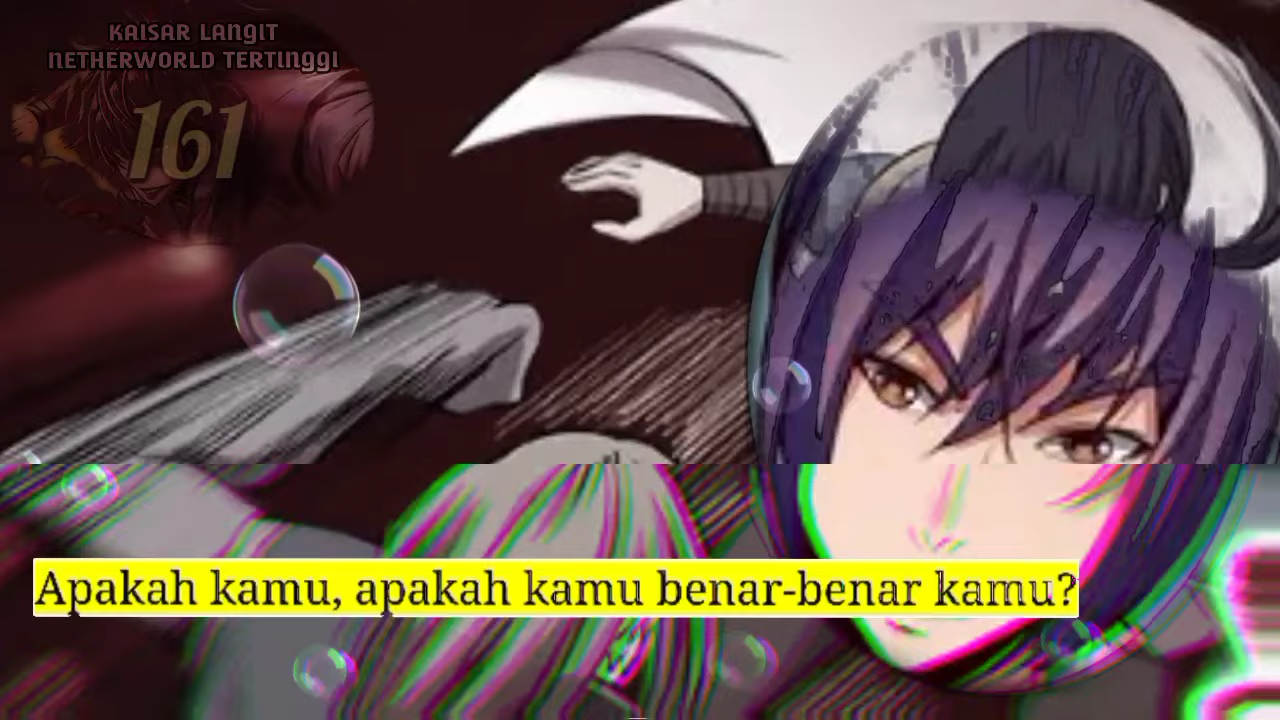 KAISAR LANGIT
NETHERWORLD TERTINGGI
161
Apakah kamu, apakah kamu benar-benar kamu?